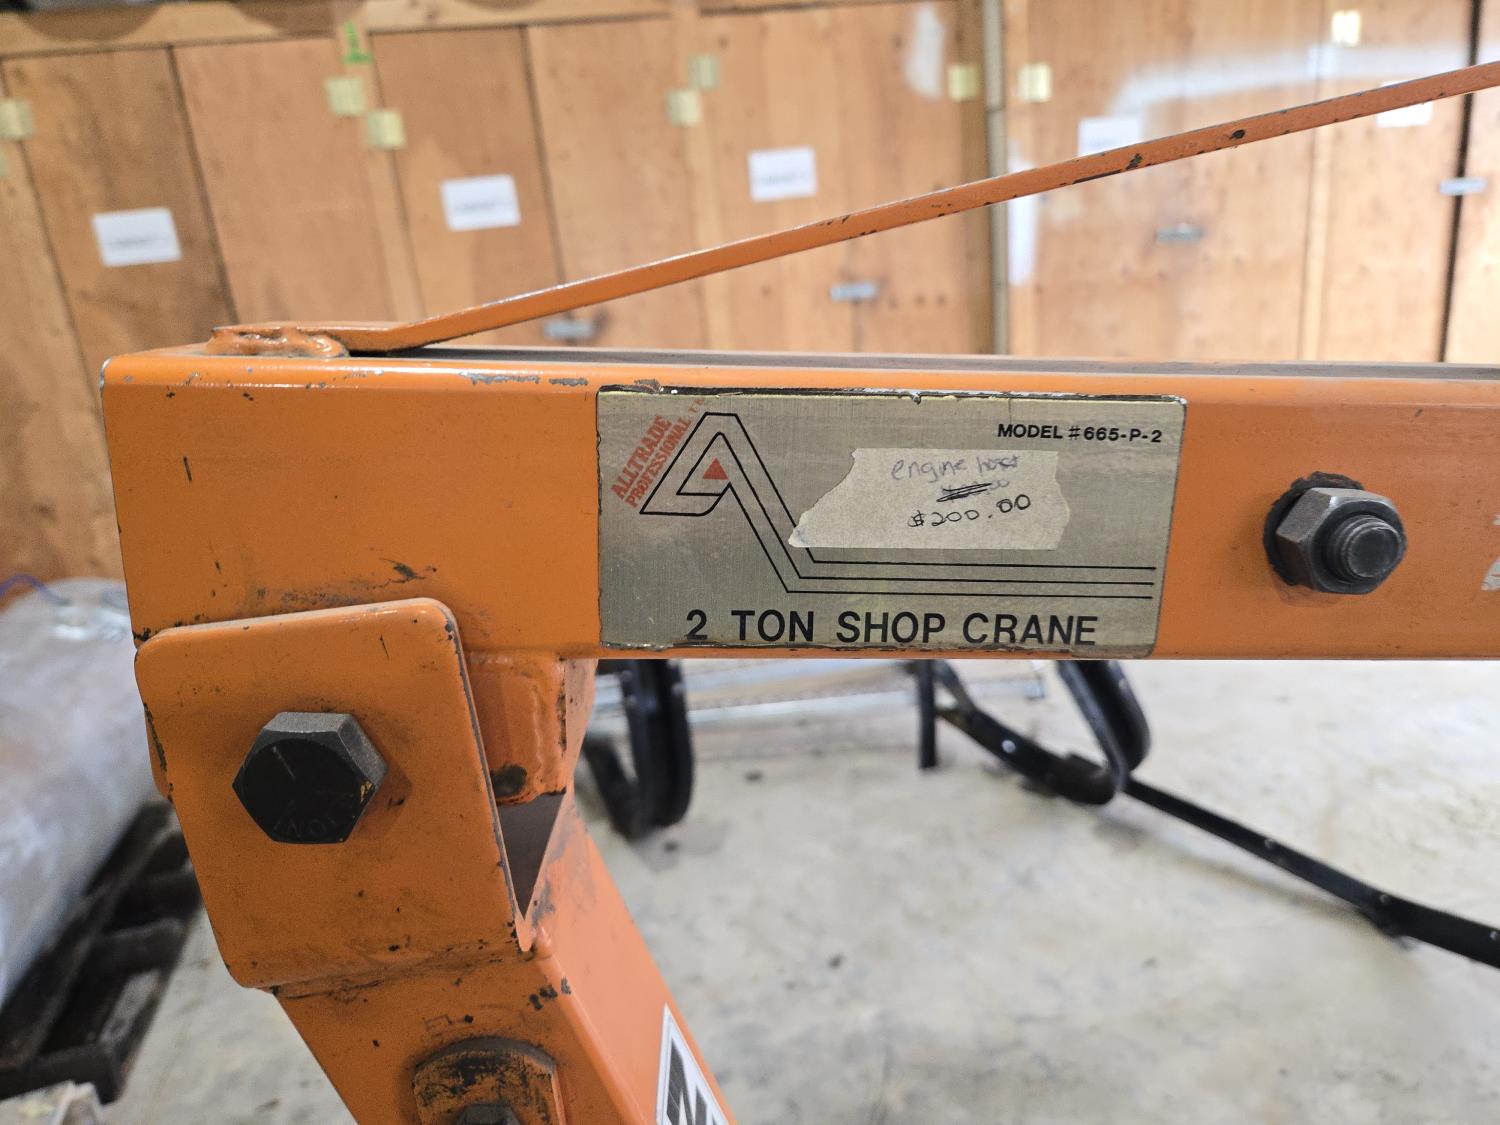 ALLTRADE
PROFESSIONAL
MODEL #665-P-2
engine hoist
$200.00
2 TON SHOP CRANE